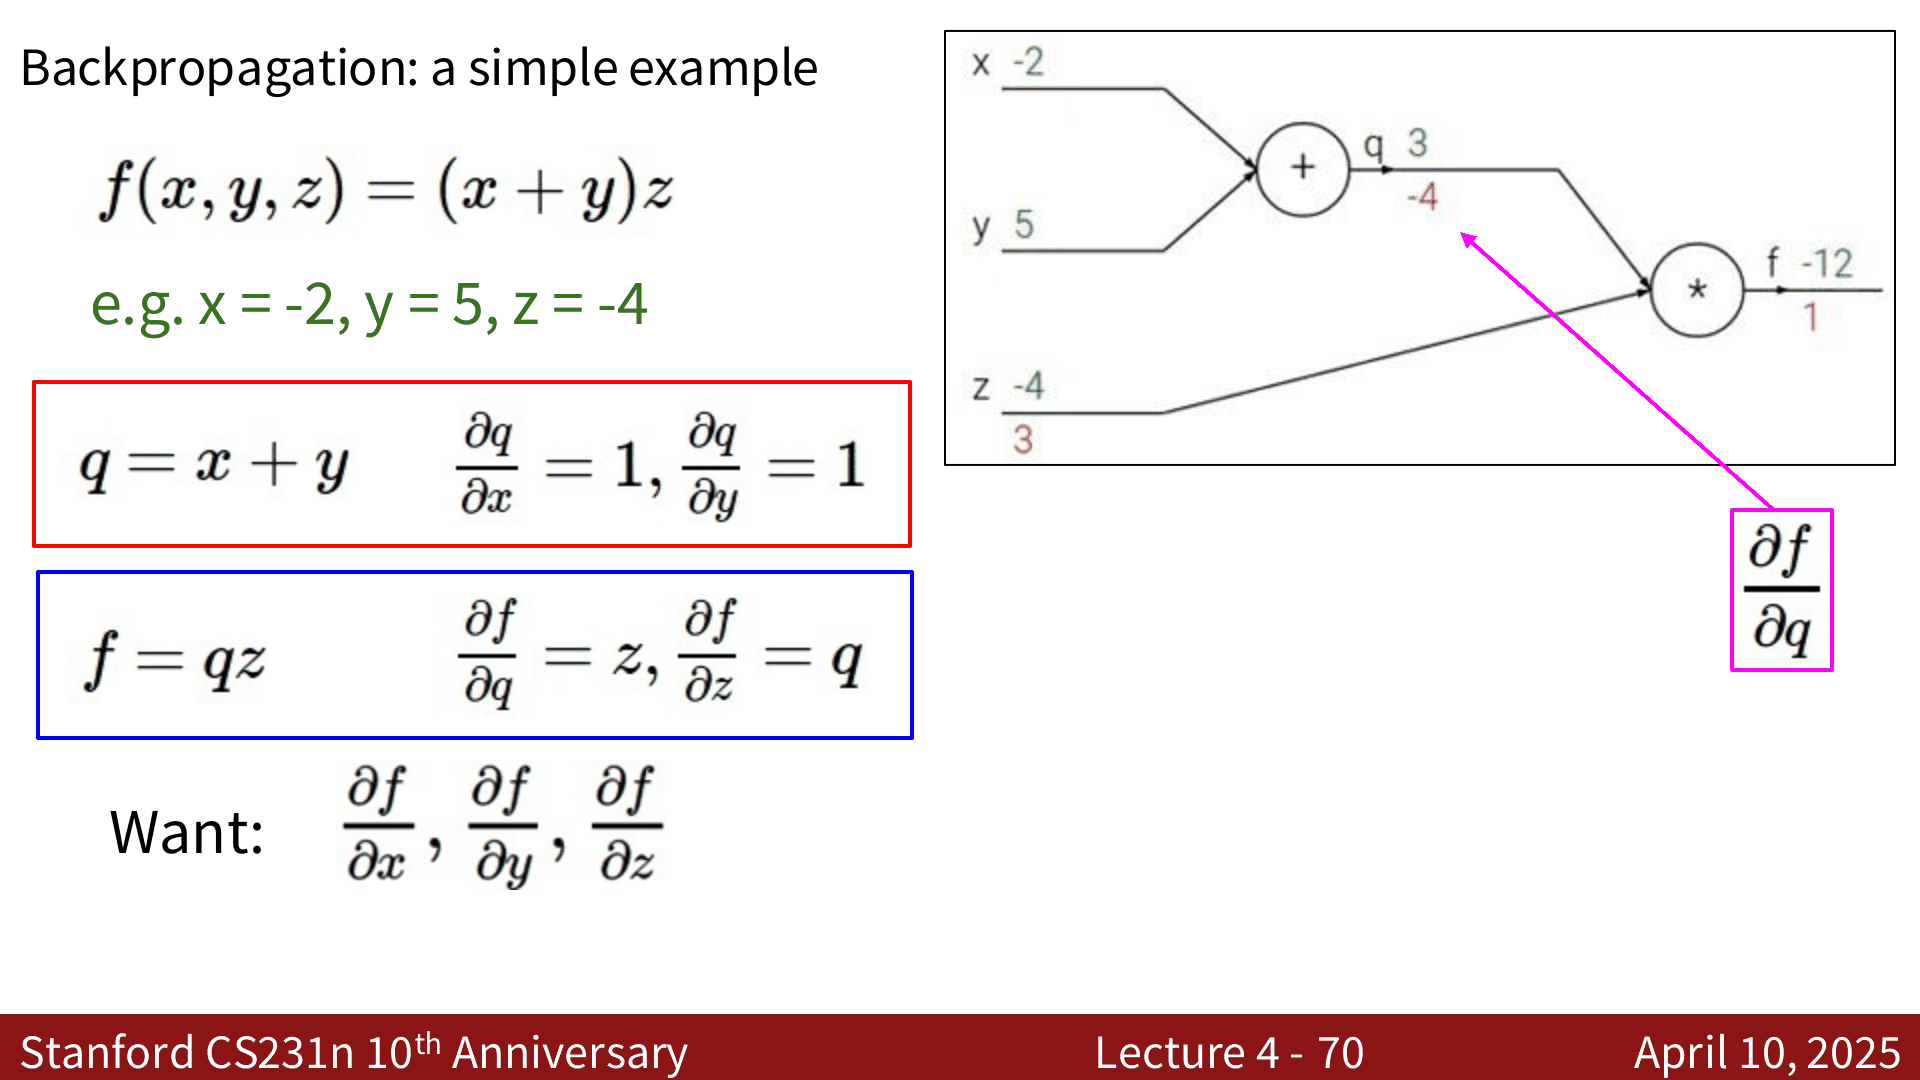 Backpropagation: a simple example
f(x, y, z) = (x + y)z
e.g. x = -2, y = 5, z = -4
q = x + y ∂q/∂x = 1, ∂q/∂y = 1
f = qz ∂f/∂q = z, ∂f/∂z = q
Want: ∂f/∂x, ∂f/∂y, ∂f/∂z
x -2
+
q 3
-4
y 5
*
f -12
1
z -4
3
∂f/∂q
Stanford CS231n 10th Anniversary
Lecture 4 - 70
April 10, 2025